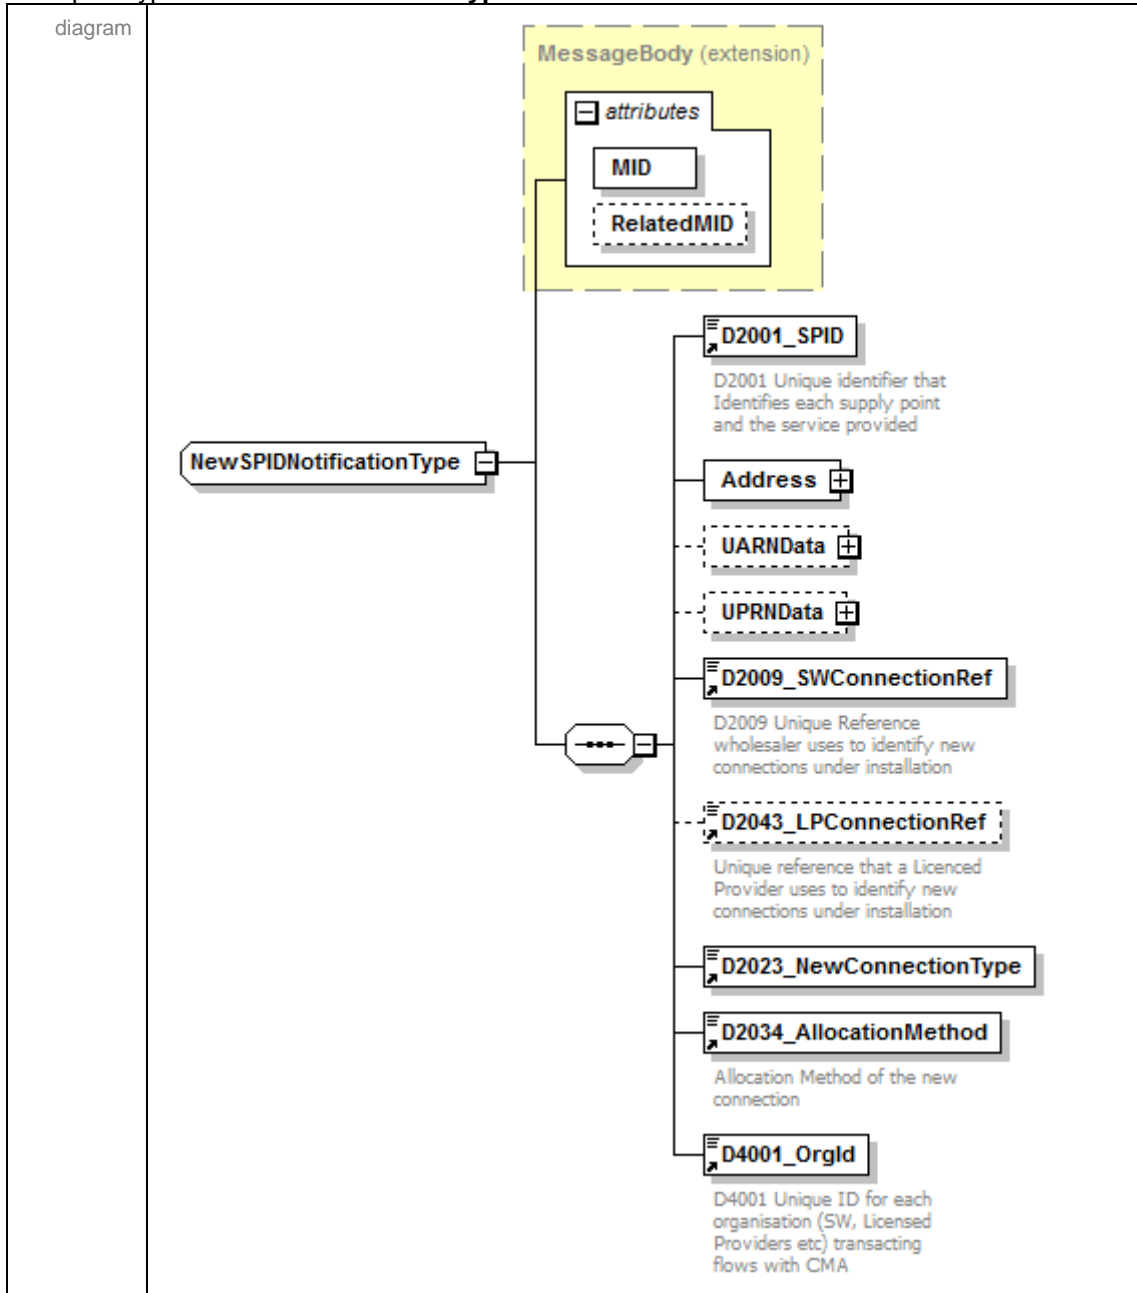 diagram
MessageBody (extension)
attributes
MID
RelatedMID
D2001_SPID
D2001 Unique identifier that
Identifies each supply point
and the service provided
NewSPIDNotificationType
Address
UARNData
UPRNData
D2009_SWConnectionRef
D2009 Unique Reference
wholesaler uses to identify new
connections under installation
D2043_LPConnectionRef
Unique reference that a Licenced
Provider uses to identify new
connections under installation
D2023_NewConnectionType
D2034_AllocationMethod
Allocation Method of the new
connection
D4001_OrgId
D4001 Unique ID for each
organisation (SW, Licensed
Providers etc) transacting
flows with CMA